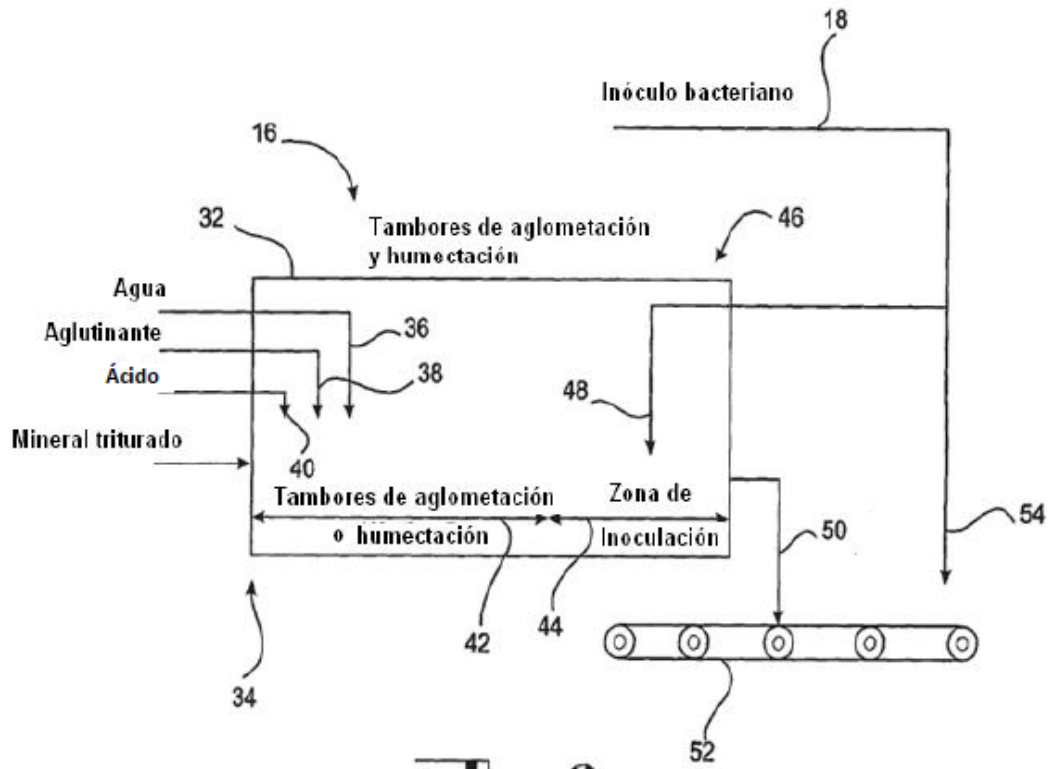 18
Inóculo bacteriano
16
32
Tambores de aglometación
y humectación
46
Agua
Aglutinante
Ácido
Mineral triturado
36
38
40
48
Tambores de aglometación
o humectación
Zona de
Inoculación
50
54
42
44
34
52